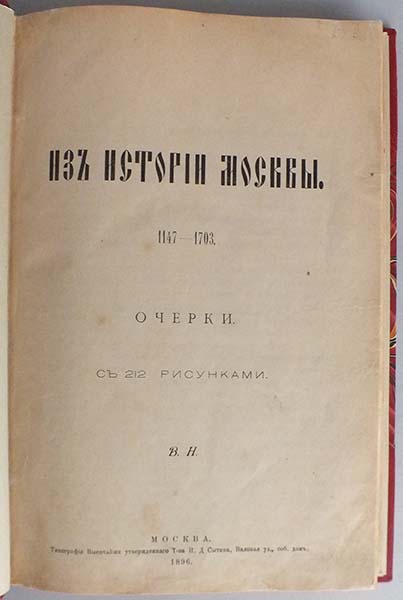 ИЗЪ ИСТОРІИ МОСКВЫ.
1147—1703.
ОЧЕРКИ.
СЪ 212 РИСУНКАМИ.
В. Н.
МОСКВА.
Типографія Высочайше утвержденнаго Т-ва И. Д. Сытина, Валовая ул., соб. домъ.
1896.